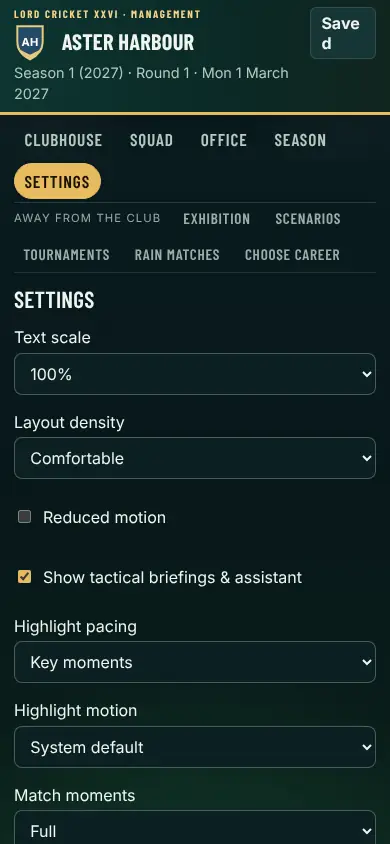 LORD CRICKET XXVI · MANAGEMENT
AH
ASTER HARBOUR
Save
d
Season 1 (2027) · Round 1 · Mon 1 March
2027
CLUBHOUSE SQUAD OFFICE SEASON
SETTINGS
AWAY FROM THE CLUB EXHIBITION SCENARIOS
TOURNAMENTS RAIN MATCHES CHOOSE CAREER
SETTINGS
Text scale
100%
Layout density
Comfortable
Reduced motion
Show tactical briefings & assistant
Highlight pacing
Key moments
Highlight motion
System default
Match moments
Full